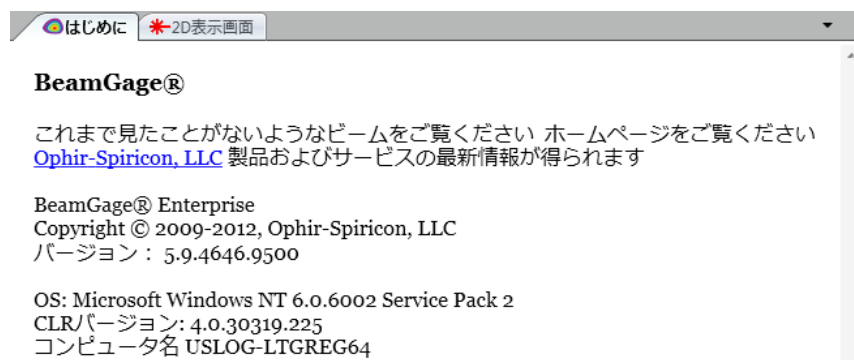 はじめに 2D表示画面
BeamGage®
これまで見たことがないようなビームをご覧ください ホームページをご覧ください
Ophir-Spiricon, LLC 製品およびサービスの最新情報が得られます
BeamGage® Enterprise
Copyright © 2009-2012, Ophir-Spiricon, LLC
バージョン： 5.9.4646.9500
OS: Microsoft Windows NT 6.0.6002 Service Pack 2
CLRバージョン: 4.0.30319.225
コンピュータ名 USLOG-LTGREG64